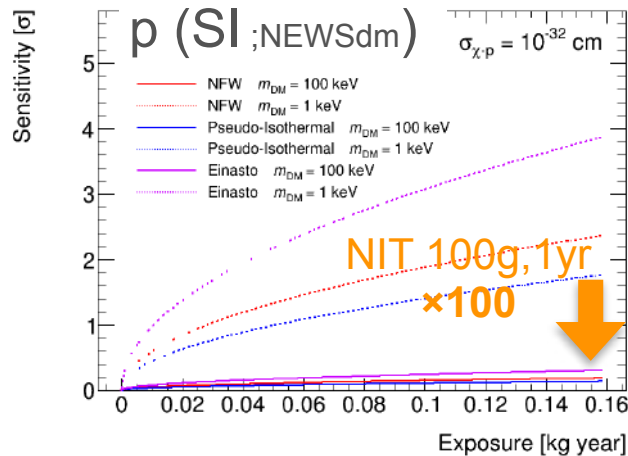 p (SI ;NEWSdm)
σχ-p = 10-32 cm
Sensitivity [σ]
5
4
3
2
1
0
NFW mDM = 100 keV
NFW mDM = 1 keV
Pseudo-Isothermal mDM = 100 keV
Pseudo-Isothermal mDM = 1 keV
Einasto mDM = 100 keV
Einasto mDM = 1 keV
NIT 100g,1yr
×100
0 0.02 0.04 0.06 0.08 0.1 0.12 0.14 0.16
Exposure [kg year]